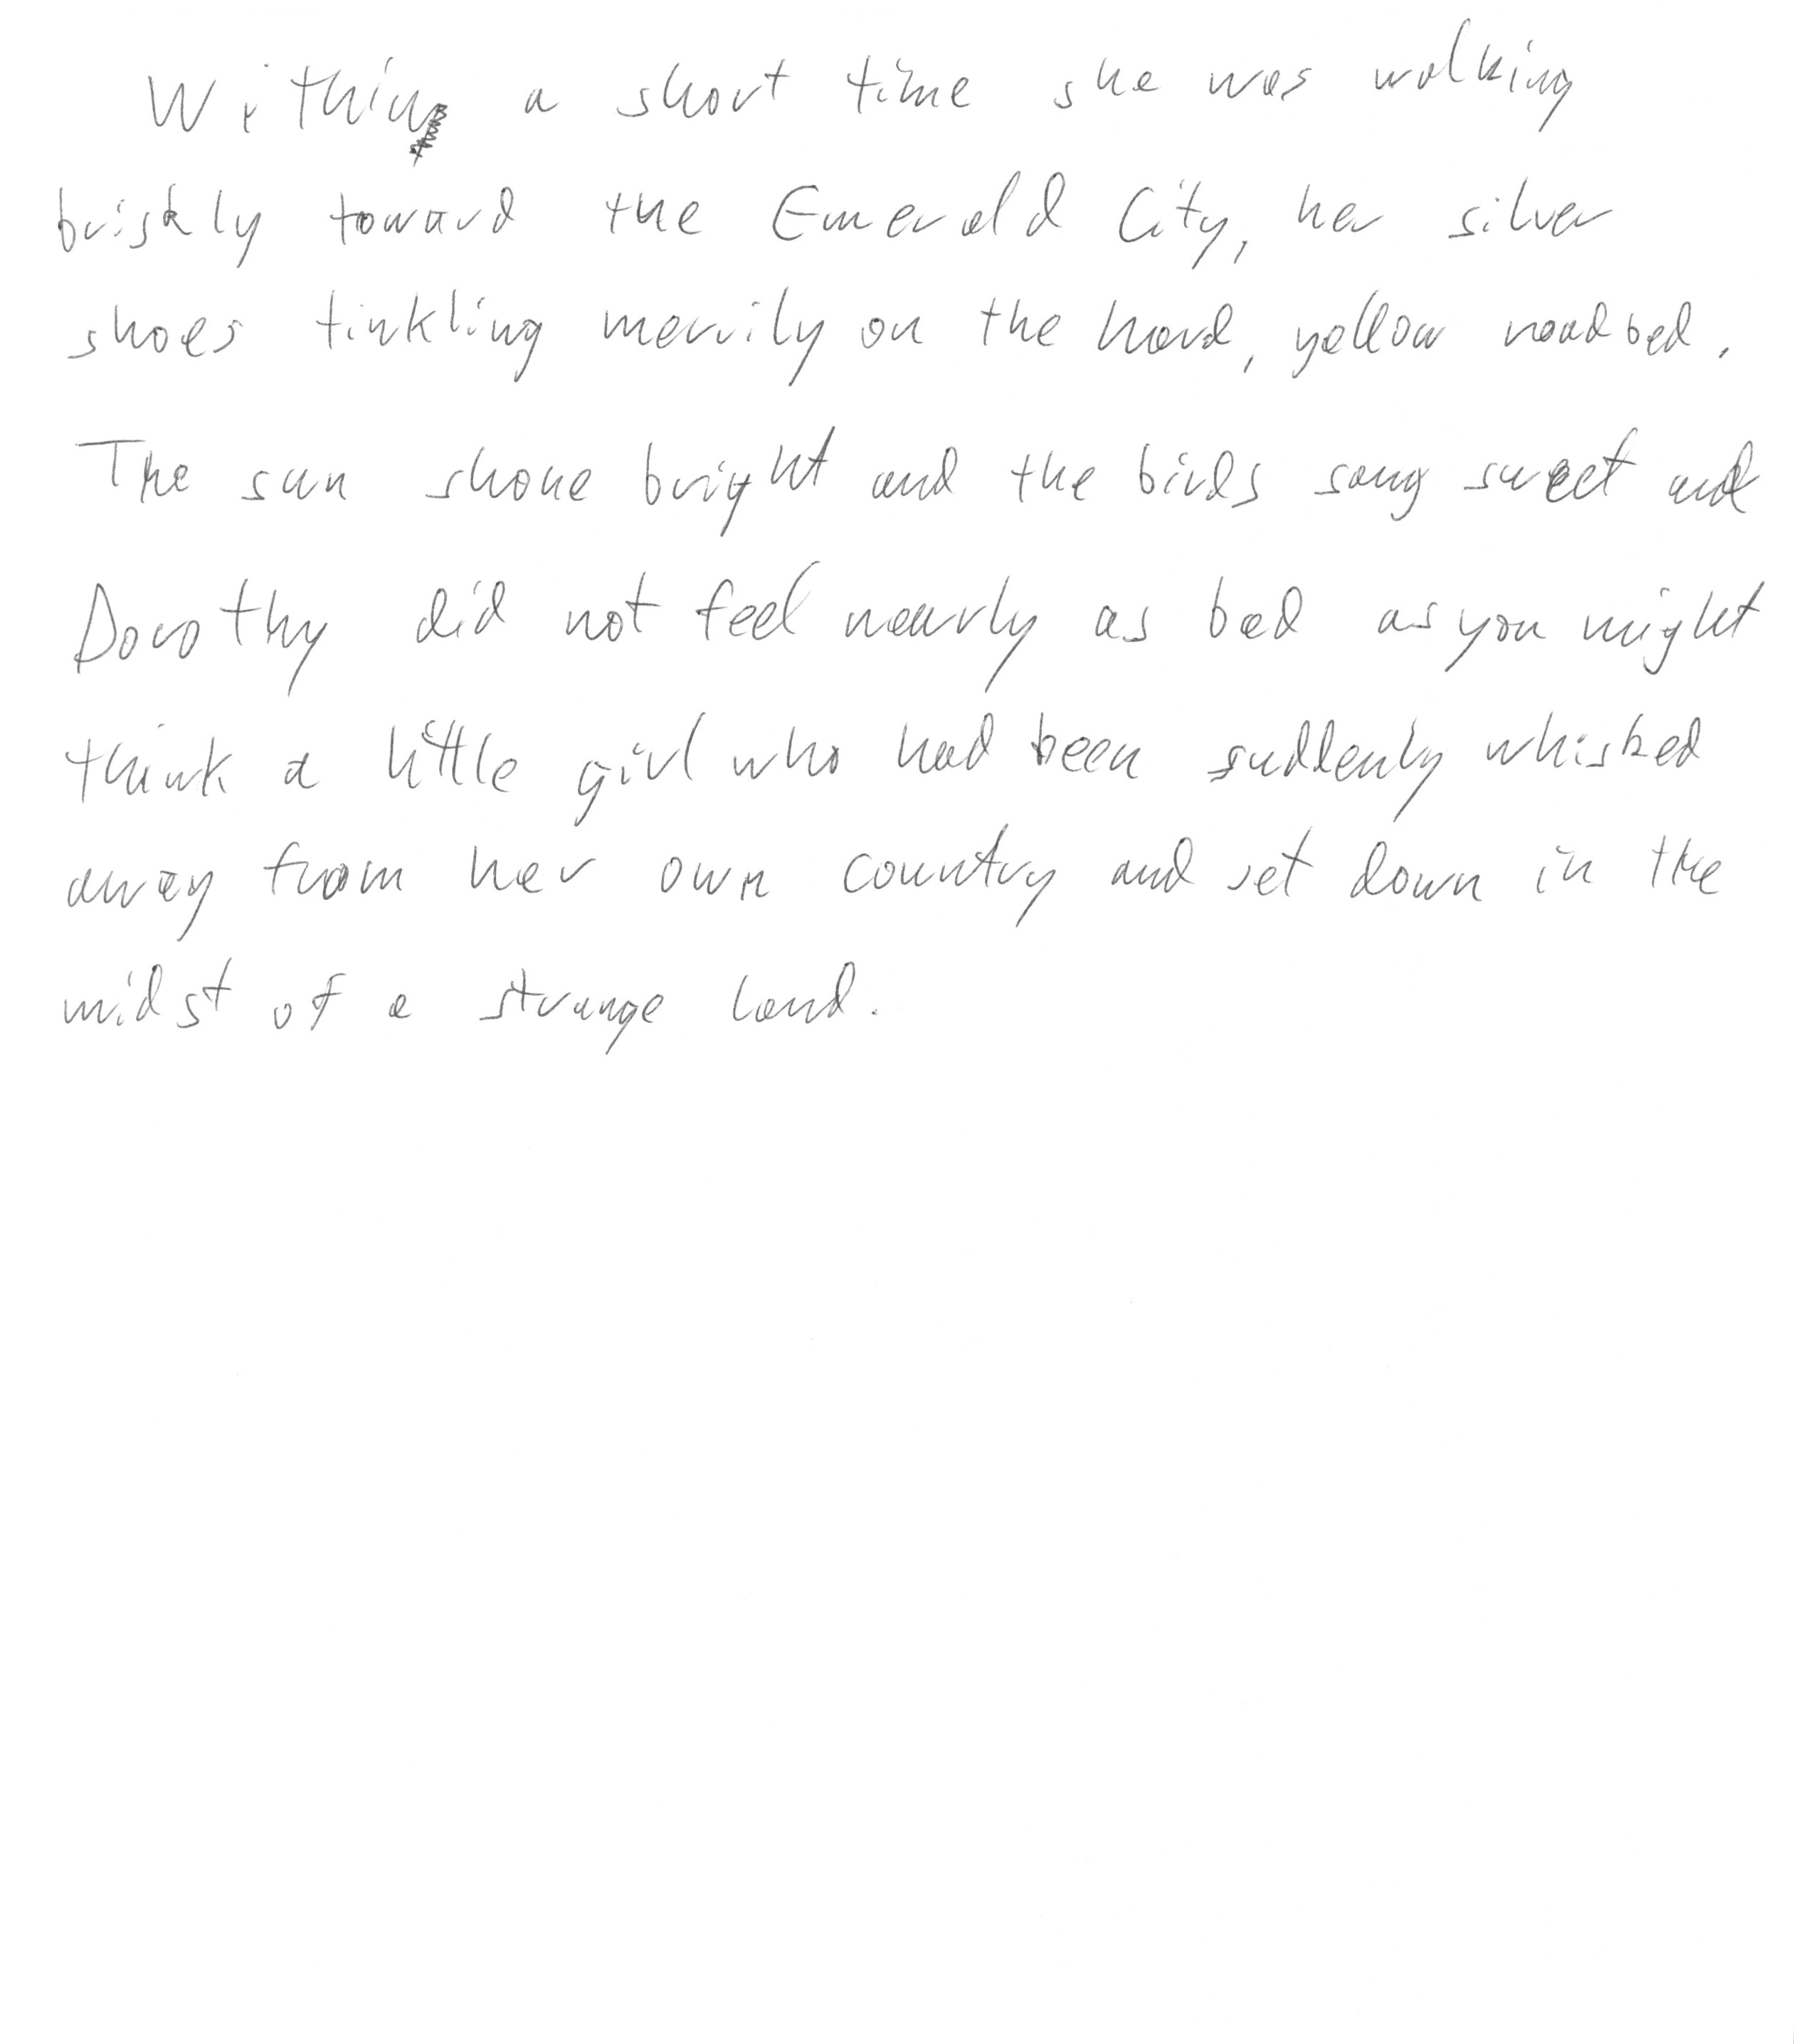 Within a short time she was walking
briskly toward the Emerald City, her silver
shoes tinkling merrily on the hard, yellow roadbed.
The sun shone bright and the birds sang sweet and
Dorothy did not feel nearly as bad as you might
think a little girl who had been suddenly whisked
away from her own country and set down in the
midst of a strange land.